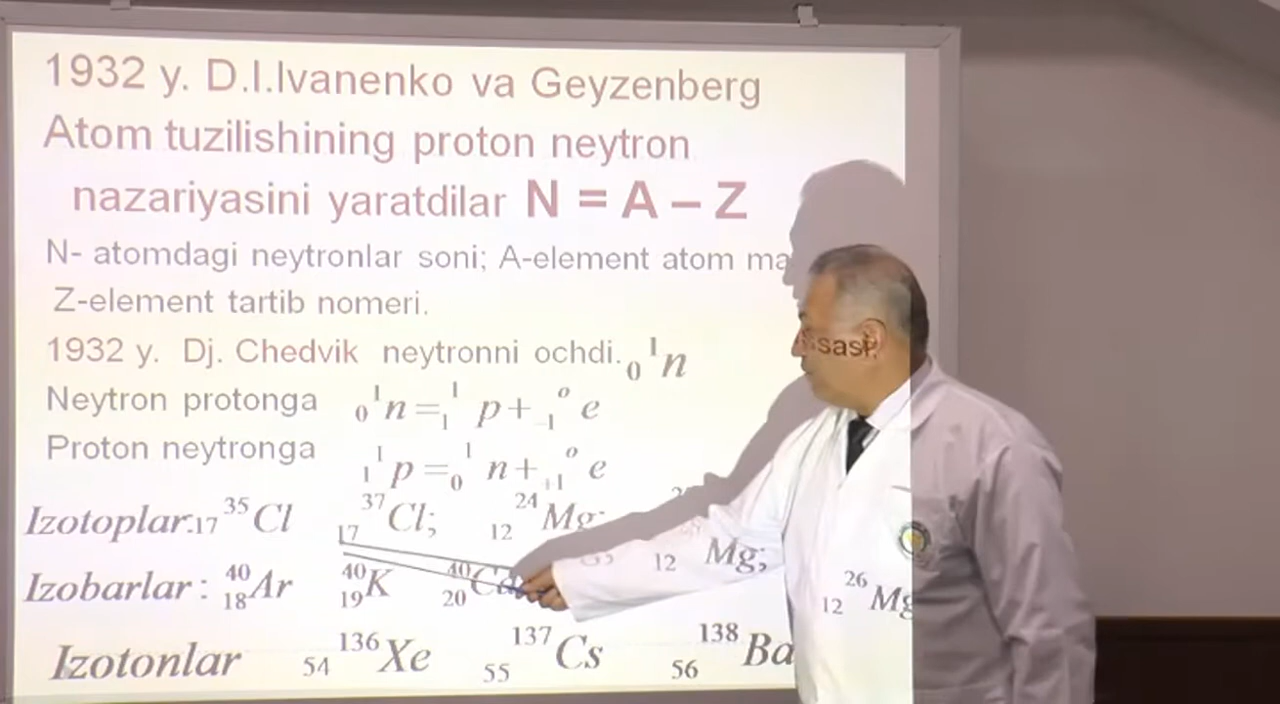 1932 y. D.I.Ivanenko va Geyzenberg
Atom tuzilishining proton neytron
nazariyasini yaratdilar N = A – Z
N- atomdagi neytronlar soni; A-element atom ma sasi
Z-element tartib nomeri.
1932 y. Dj. Chedvik neytronni ochdi. ₀¹n
Neytron protonga ₀¹n = ₁¹p + ₋₁⁰e
Proton neytronga ₁¹p = ₀¹n + ₊₁⁰e
Izotoplar: ₁₇³⁵Cl ₁₇³⁷Cl; ₁₂²⁴Mg; ₁₂Mg; ₁₂²⁶Mg
Izobarlar : ₁₈⁴⁰Ar ₁₉⁴⁰K ₂₀⁴⁰Ca
Izotonlar ₅₄¹³⁶Xe ₅₅¹³⁷Cs ₅₆¹³⁸Ba